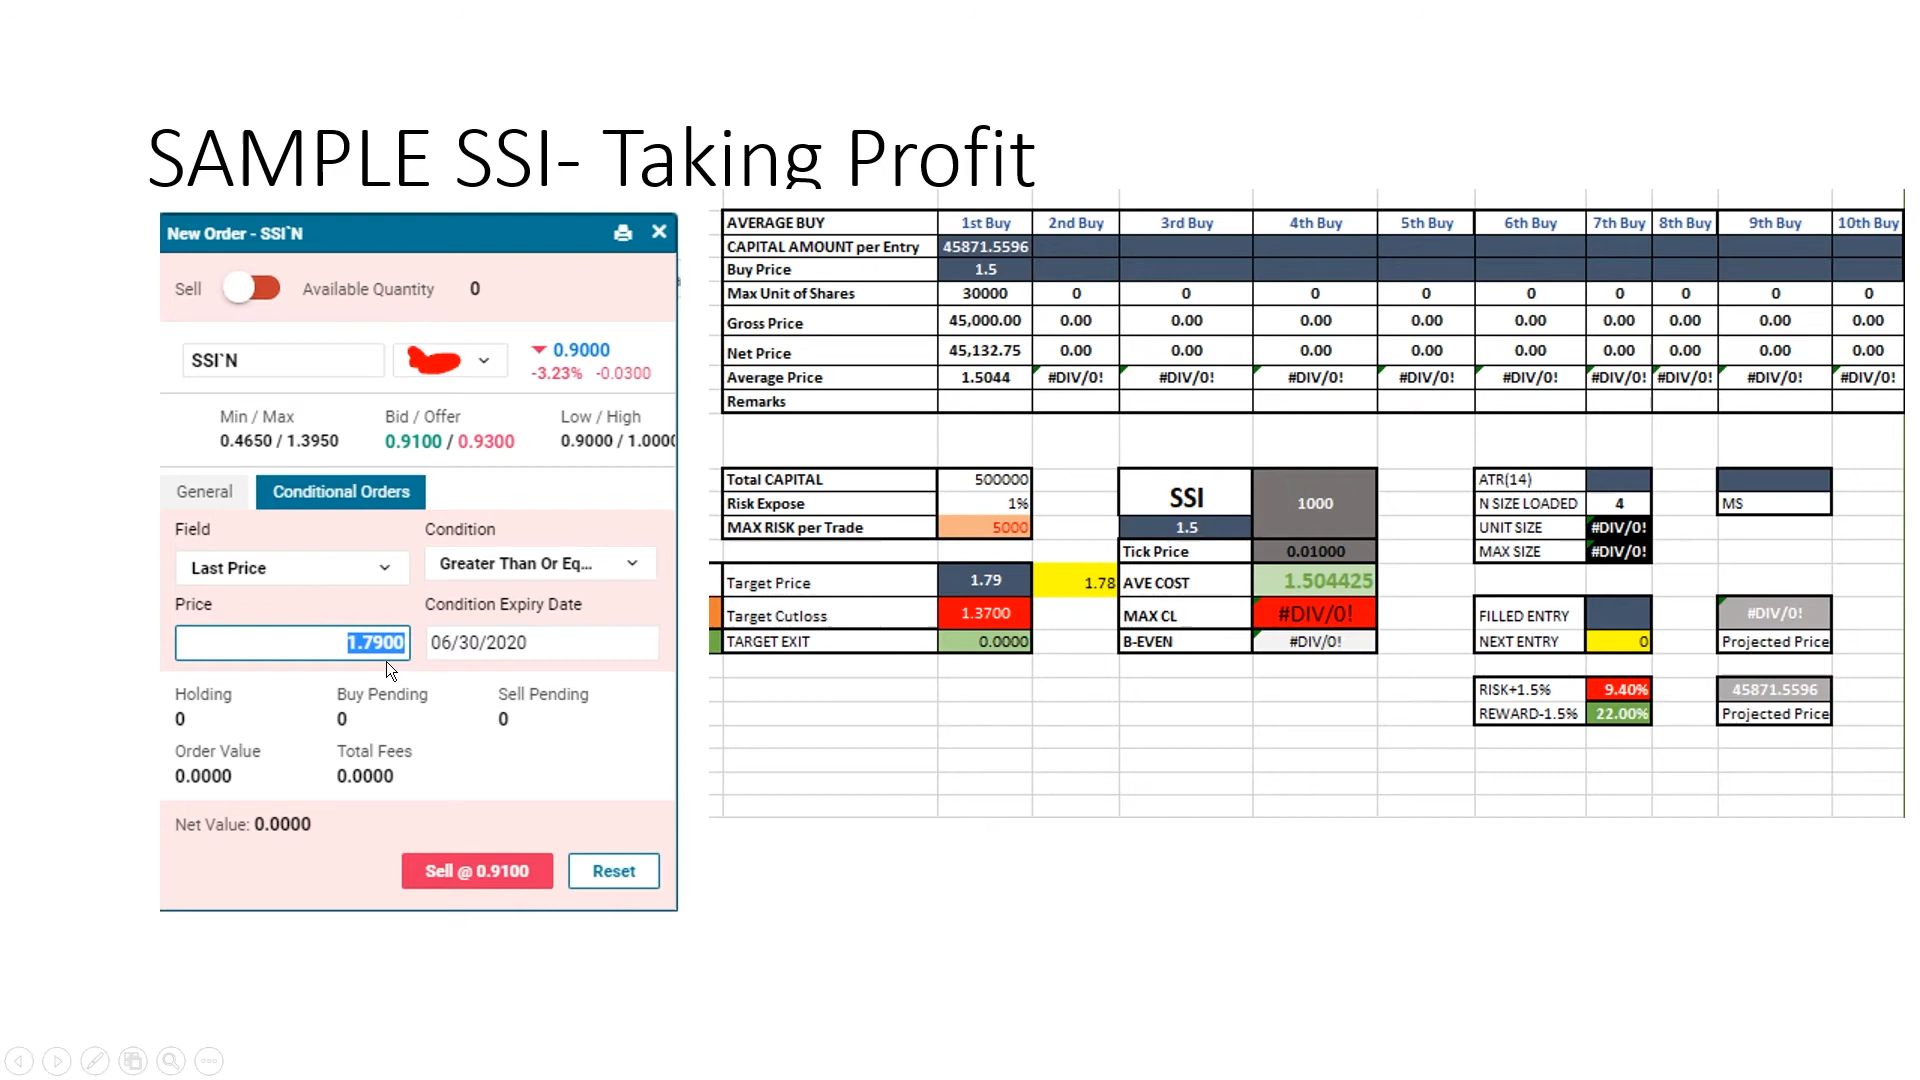 SAMPLE SSI- Taking Profit
New Order - SSI`N
Sell Available Quantity 0
SSI`N 0.9000
-3.23% -0.0300
Min / Max Bid / Offer Low / High
0.4650 / 1.3950 0.9100 / 0.9300 0.9000 / 1.0000
General Conditional Orders
Field Condition
Last Price Greater Than Or Eq...
Price Condition Expiry Date
1.7900 06/30/2020
Holding Buy Pending Sell Pending
0 0 0
Order Value Total Fees
0.0000 0.0000
Net Value: 0.0000
Sell @ 0.9100 Reset
AVERAGE BUY 1st Buy 2nd Buy 3rd Buy 4th Buy 5th Buy 6th Buy 7th Buy 8th Buy 9th Buy 10th Buy
CAPITAL AMOUNT per Entry 45871.5596
Buy Price 1.5
Max Unit of Shares 30000 0 0 0 0 0 0 0 0 0
Gross Price 45,000.00 0.00 0.00 0.00 0.00 0.00 0.00 0.00 0.00 0.00
Net Price 45,132.75 0.00 0.00 0.00 0.00 0.00 0.00 0.00 0.00 0.00
Average Price 1.5044 #DIV/0! #DIV/0! #DIV/0! #DIV/0! #DIV/0! #DIV/0! #DIV/0! #DIV/0! #DIV/0!
Remarks
Total CAPITAL 500000 SSI 1000 ATR(14)
Risk Expose 1% N SIZE LOADED 4 MS
MAX RISK per Trade 5000 1.5 UNIT SIZE #DIV/0!
Tick Price 0.01000 MAX SIZE #DIV/0!
Target Price 1.79 1.78 AVE COST 1.504425
Target Cutloss 1.3700 MAX CL #DIV/0! FILLED ENTRY #DIV/0!
TARGET EXIT 0.0000 B-EVEN #DIV/0! NEXT ENTRY 0 Projected Price
RISK+1.5% 9.40% 45871.5596
REWARD-1.5% 22.00% Projected Price